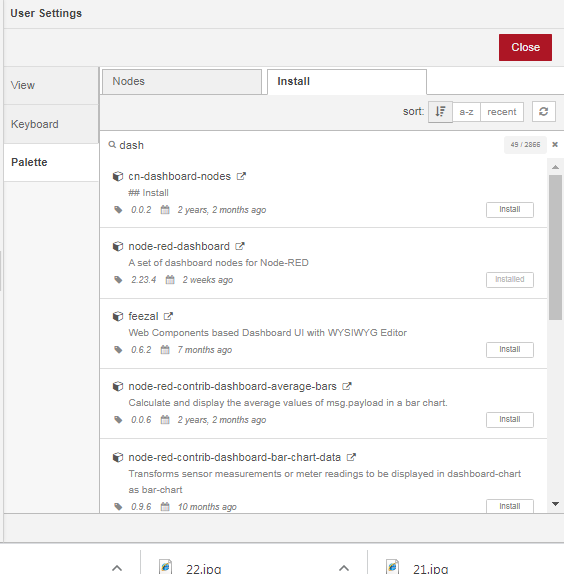 User Settings
Close
View
Keyboard
Palette
Nodes
Install
sort: a-z recent
dash 49 / 2866
cn-dashboard-nodes
## Install
0.0.2 2 years, 2 months ago install
node-red-dashboard
A set of dashboard nodes for Node-RED
2.23.4 2 weeks ago installed
feezal
Web Components based Dashboard UI with WYSIWYG Editor
0.6.2 7 months ago install
node-red-contrib-dashboard-average-bars
Calculate and display the average values of msg.payload in a bar chart.
0.0.6 2 years, 2 months ago install
node-red-contrib-dashboard-bar-chart-data
Transforms sensor measurements or meter readings to be displayed in dashboard-chart
as bar-chart
0.9.6 10 months ago install
22.jpg
21.jpg